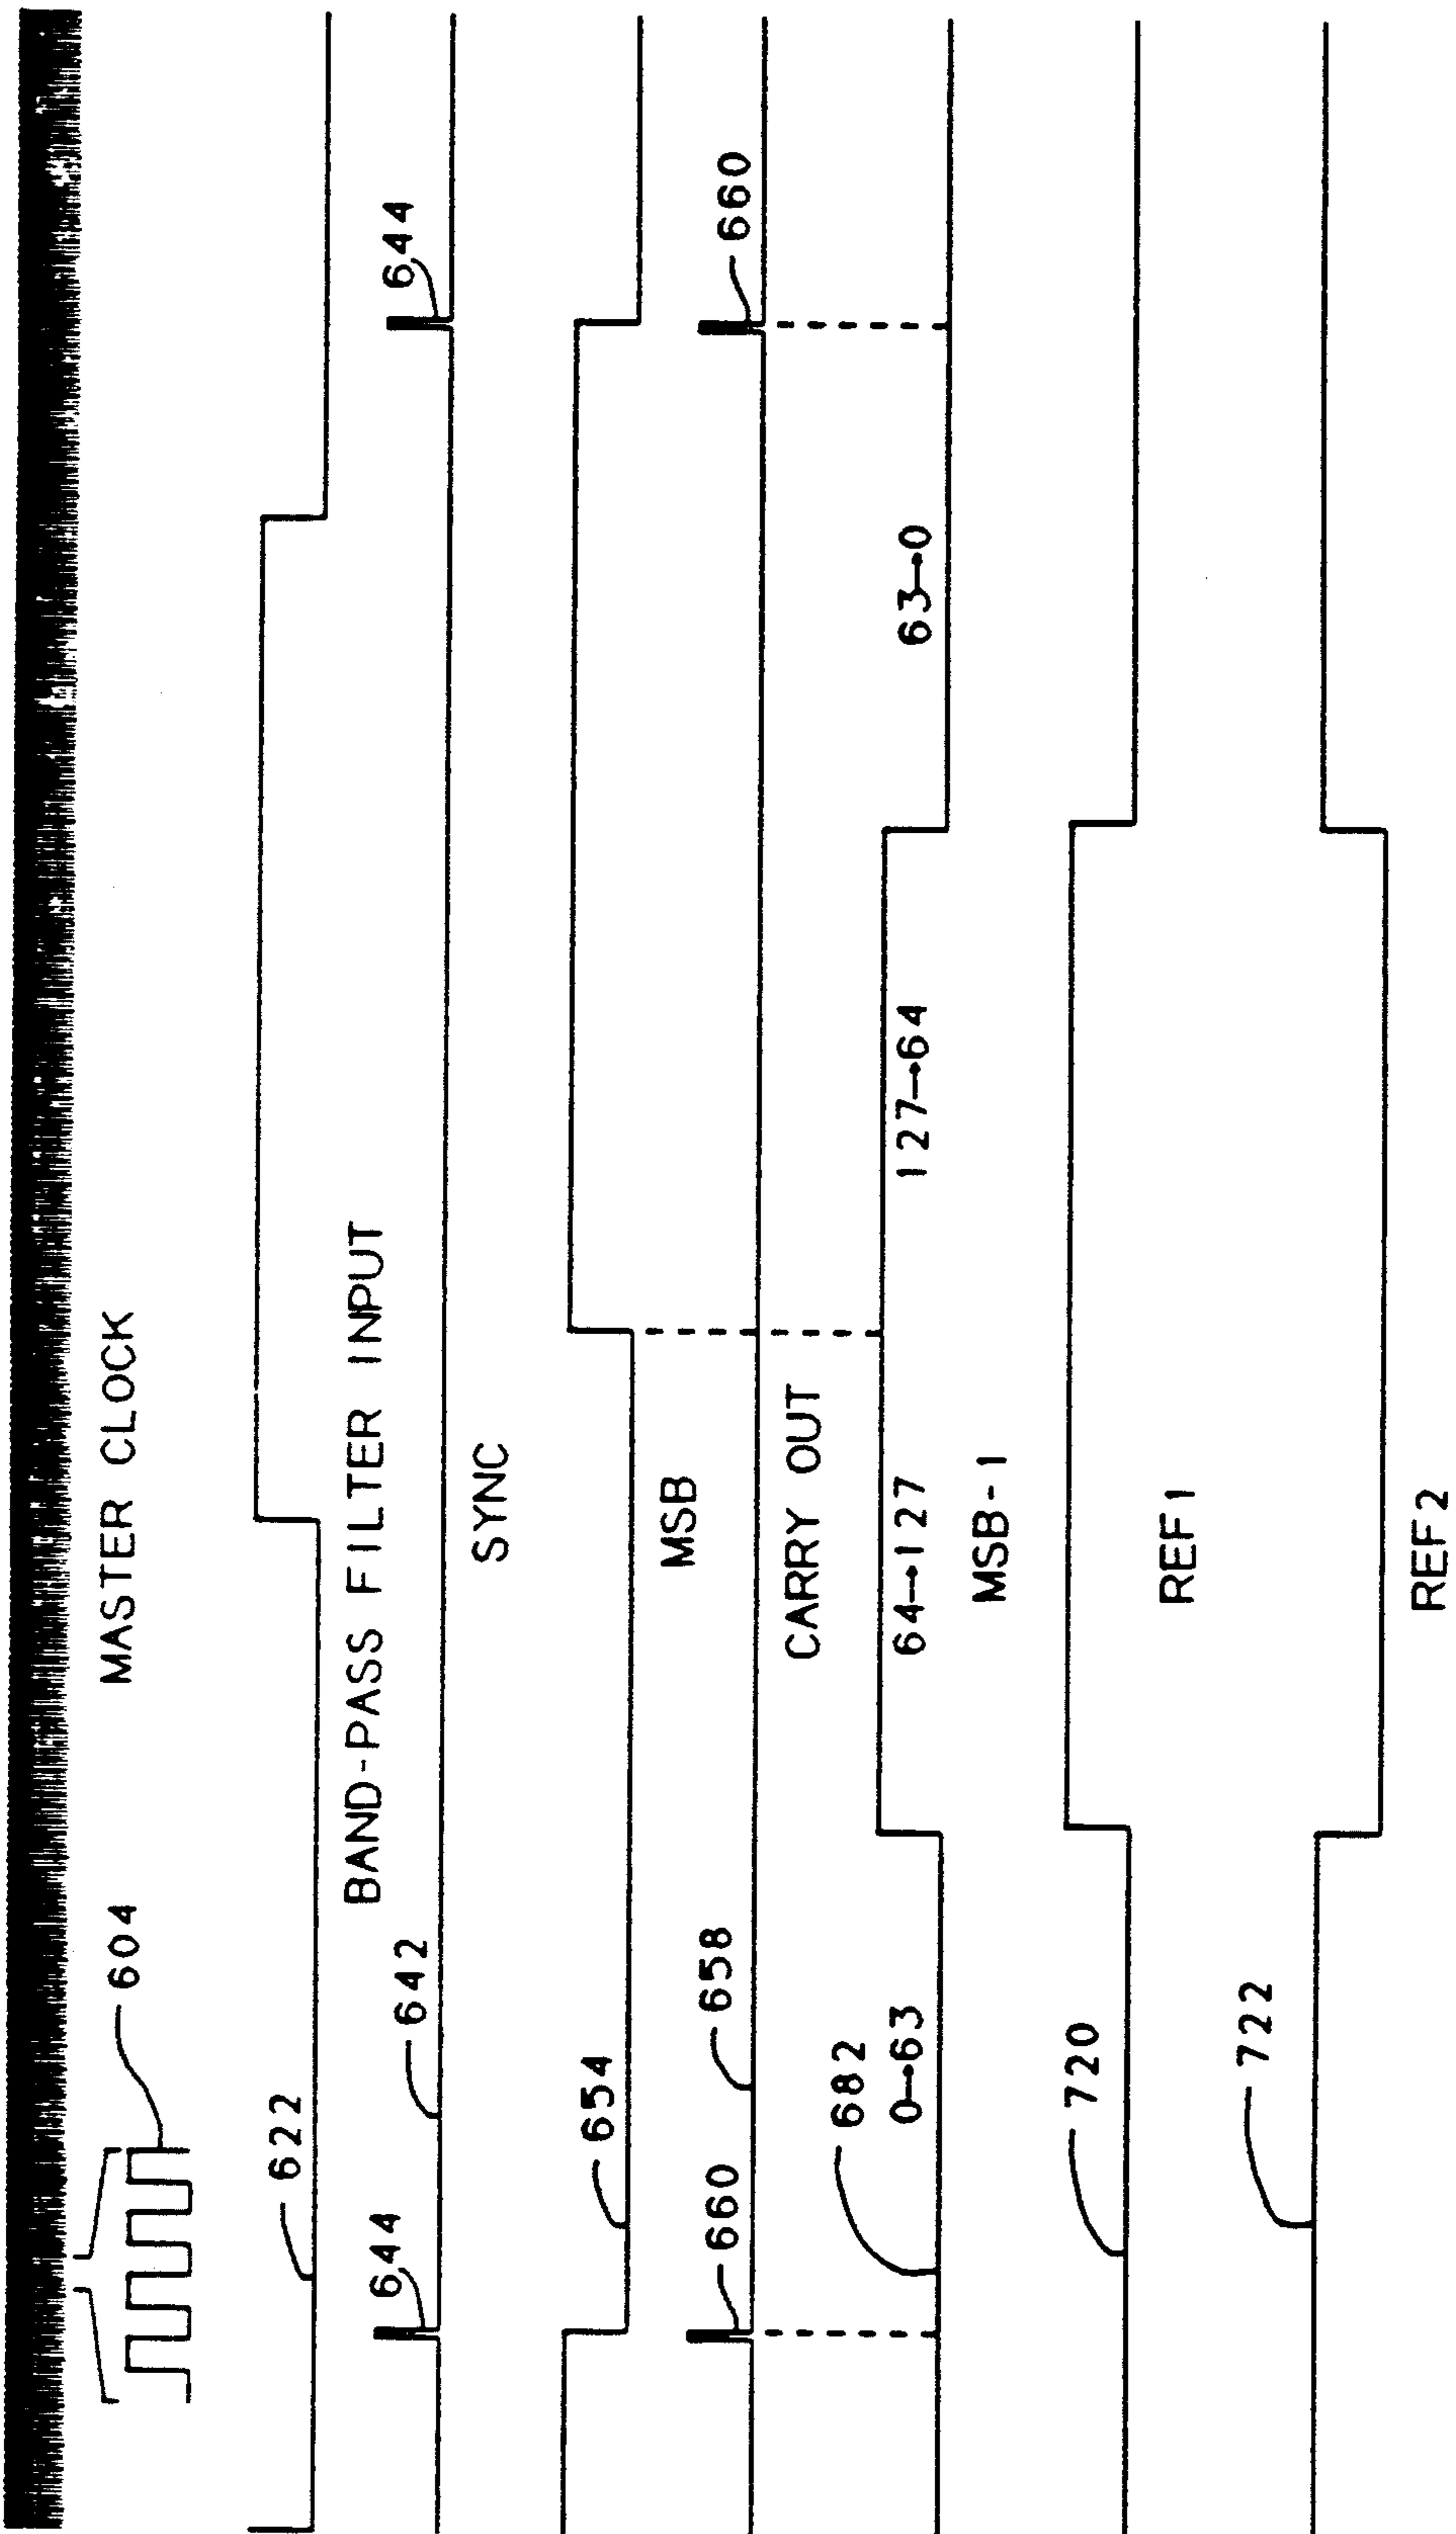 604
MASTER CLOCK
622
BAND-PASS FILTER INPUT
644
642
644
SYNC
654
MSB
660
658
660
CARRY OUT
682
0→63
64→127
127→64
63→0
MSB-1
720
REF1
722
REF2